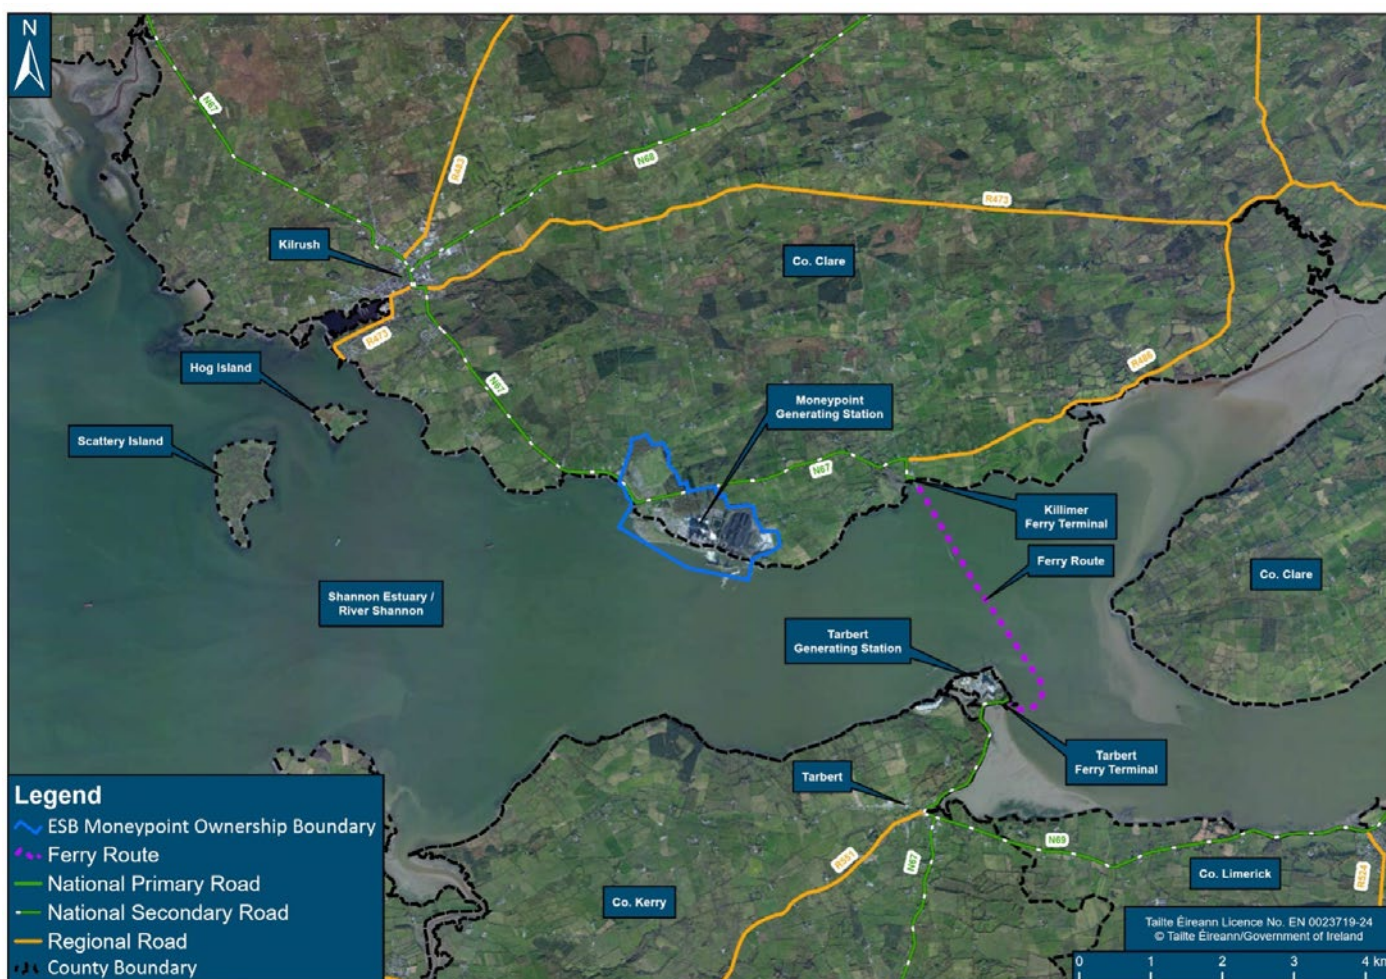 N
N67
R483
N68
R473
Kilrush
Co. Clare
R473
Hog Island
N67
R486
Moneypoint
Generating Station
Scattery Island
N67
Killimer
Ferry Terminal
Ferry Route
Co. Clare
Shannon Estuary /
River Shannon
Tarbert
Generating Station
Tarbert
Ferry Terminal
Tarbert
R551
N67
N69
Co. Limerick
R524
Co. Kerry
Legend
ESB Moneypoint Ownership Boundary
Ferry Route
National Primary Road
National Secondary Road
Regional Road
County Boundary
Tailte Éireann Licence No. EN 0023719-24
© Tailte Éireann/Government of Ireland
0 1 2 3 4 km